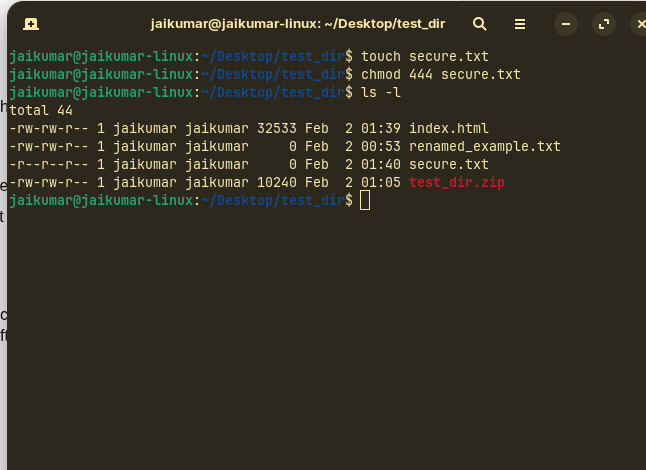 jaikumar@jaikumar-linux: ~/Desktop/test_dir
jaikumar@jaikumar-linux:~/Desktop/test_dir$ touch secure.txt
jaikumar@jaikumar-linux:~/Desktop/test_dir$ chmod 444 secure.txt
jaikumar@jaikumar-linux:~/Desktop/test_dir$ ls -l
total 44
-rw-rw-r-- 1 jaikumar jaikumar 32533 Feb  2 01:39 index.html
-rw-rw-r-- 1 jaikumar jaikumar     0 Feb  2 00:53 renamed_example.txt
-r--r--r-- 1 jaikumar jaikumar     0 Feb  2 01:40 secure.txt
-rw-rw-r-- 1 jaikumar jaikumar 10240 Feb  2 01:05 test_dir.zip
jaikumar@jaikumar-linux:~/Desktop/test_dir$